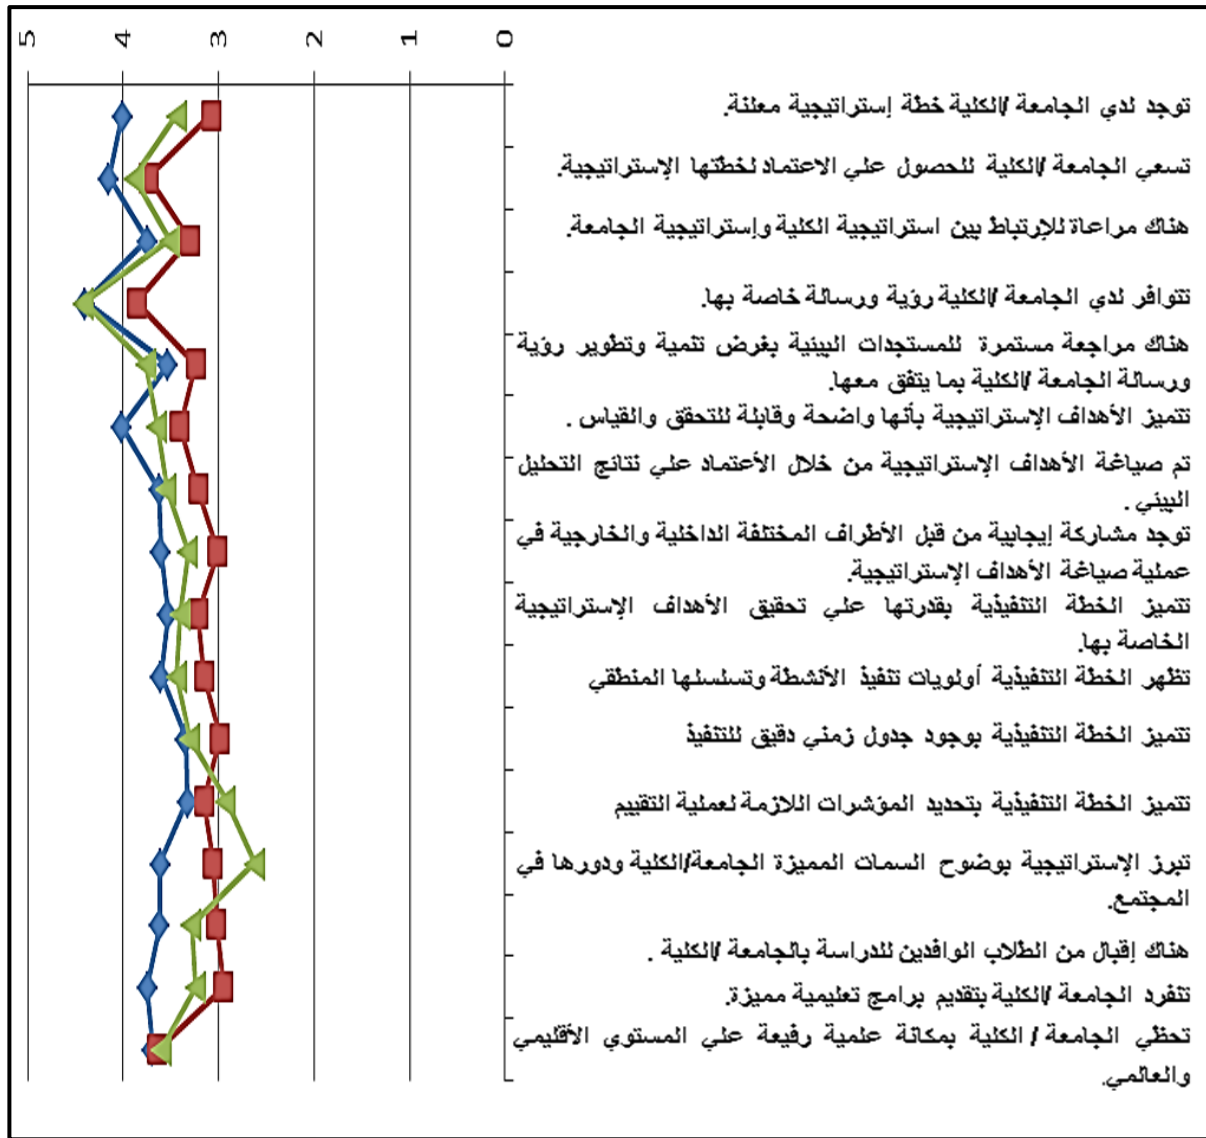 5 4 3 2 1 0
توجد لدي الجامعة /الكلية خطة إستراتيجية معلنة.
تسعي الجامعة /الكلية للحصول علي الاعتماد لخطتها الإستراتيجية.
هناك مراعاة للإرتباط بين استراتيجية الكلية وإستراتيجية الجامعة.
تتوافر لدي الجامعة /الكلية رؤية ورسالة خاصة بها.
هناك مراجعة مستمرة للمستجدات البيئية بغرض تنمية وتطوير رؤية
ورسالة الجامعة /الكلية بما يتفق معها.
تتميز الأهداف الإستراتيجية بأنها واضحة وقابلة للتحقق والقياس .
تم صياغة الأهداف الإستراتيجية من خلال الأعتماد علي نتائج التحليل
البيئي .
توجد مشاركة إيجابية من قبل الأطراف المختلفة الداخلية والخارجية في
عملية صياغة الأهداف الإستراتيجية.
تتميز الخطة التنفيذية بقدرتها علي تحقيق الأهداف الإستراتيجية
الخاصة بها.
تظهر الخطة التنفيذية أولويات تنفيذ الأنشطة وتسلسلها المنطقي
تتميز الخطة التنفيذية بوجود جدول زمني دقيق للتنفيذ
تتميز الخطة التنفيذية بتحديد المؤشرات اللازمة لعملية التقييم
تبرز الإستراتيجية بوضوح السمات المميزة الجامعة/الكلية ودورها في
المجتمع.
هناك إقبال من الطلاب الوافدين للدراسة بالجامعة /الكلية .
تنفرد الجامعة /الكلية بتقديم برامج تعليمية مميزة.
تحظي الجامعة / الكلية بمكانة علمية رفيعة علي المستوي الأقليمي
والعالمي.